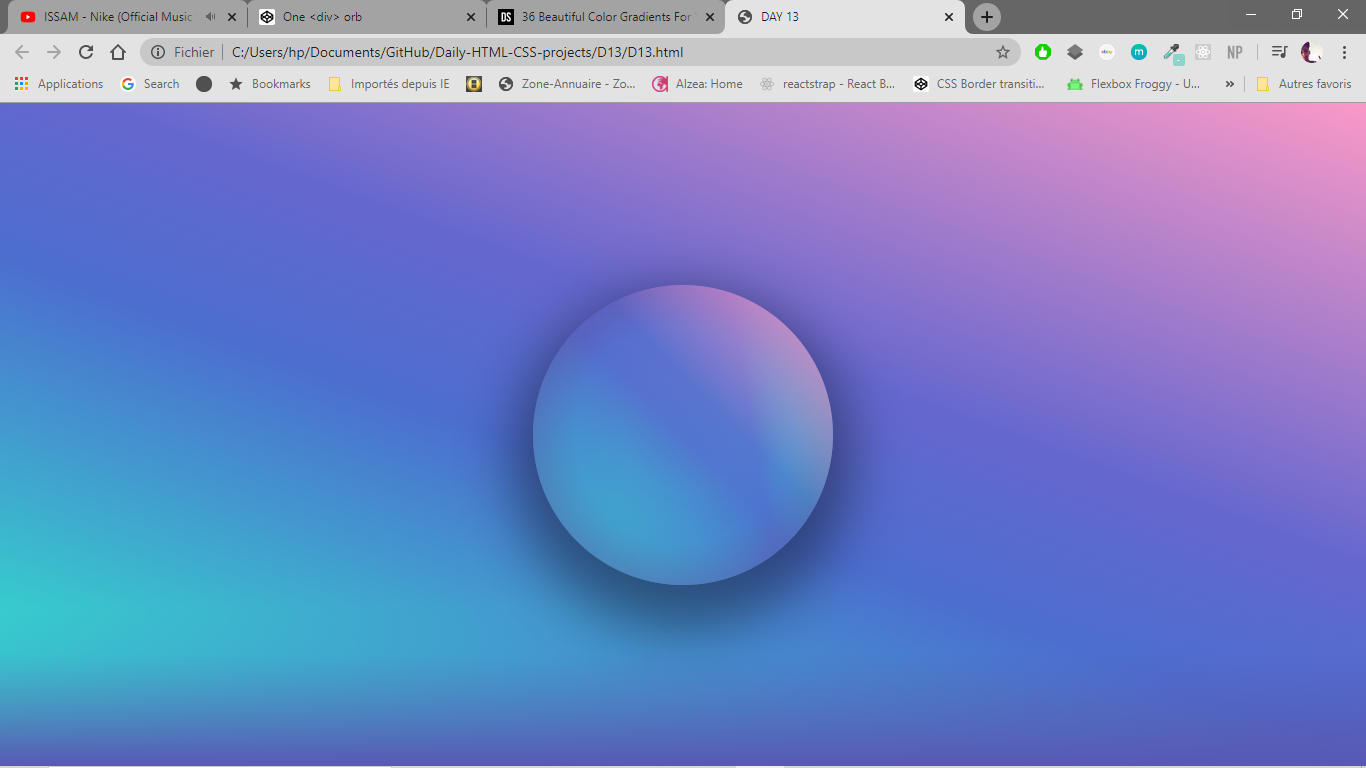 ISSAM - Nike (Official Music
One <div> orb
DS 36 Beautiful Color Gradients For
DAY 13
Fichier C:/Users/hp/Documents/GitHub/Daily-HTML-CSS-projects/D13/D13.html
ebay m NP
Applications Search Bookmarks Importés depuis IE Zone-Annuaire - Zo... Alzea: Home reactstrap - React B... CSS Border transiti... Flexbox Froggy - U... » Autres favoris